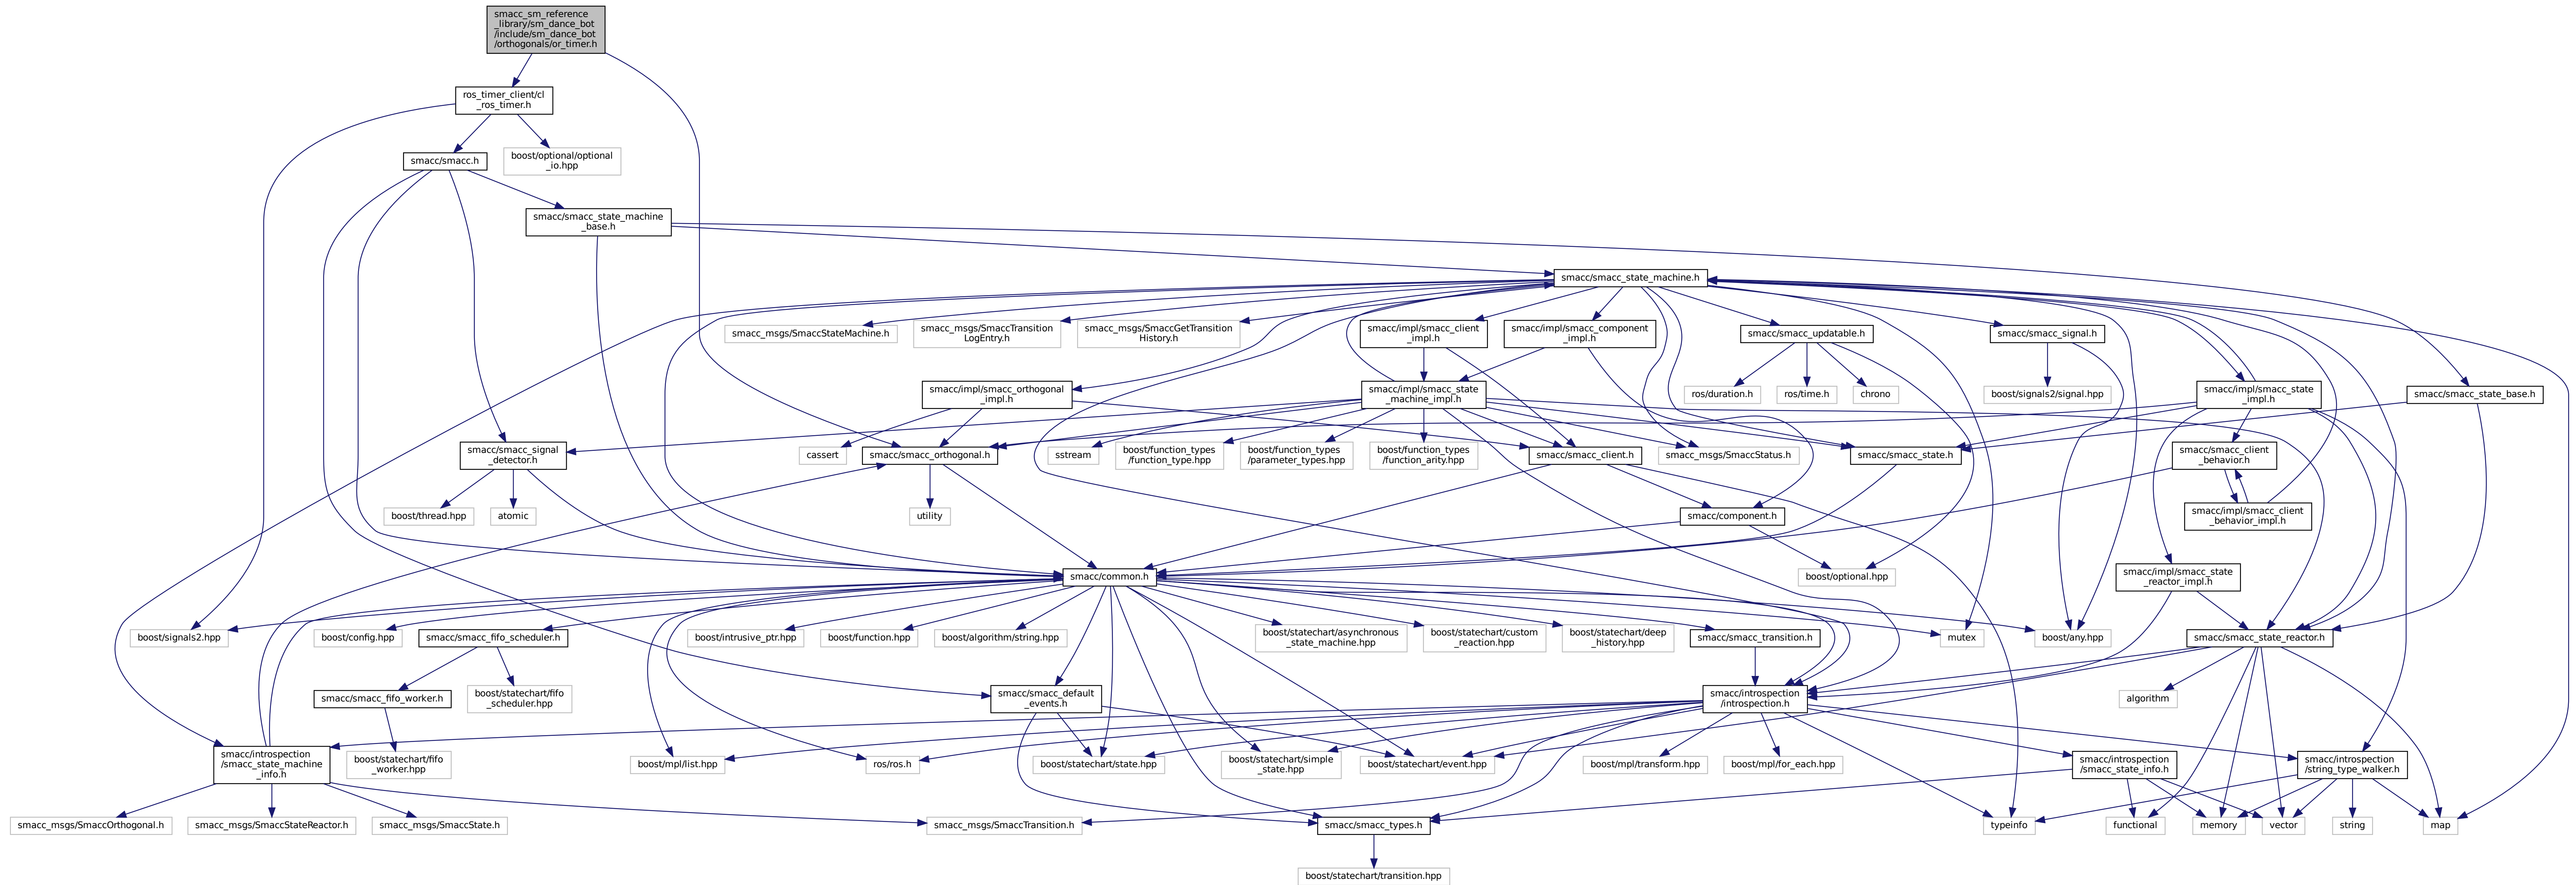 smacc_sm_reference
_library/sm_dance_bot
/include/sm_dance_bot
/orthogonals/or_timer.h
ros_timer_client/cl
_ros_timer.h
smacc/smacc.h
boost/optional/optional
_io.hpp
smacc/smacc_state_machine
_base.h
smacc/smacc_state_machine.h
smacc_msgs/SmaccStateMachine.h
smacc_msgs/SmaccTransition
LogEntry.h
smacc_msgs/SmaccGetTransition
History.h
smacc/impl/smacc_client
_impl.h
smacc/impl/smacc_component
_impl.h
smacc/smacc_updatable.h
smacc/smacc_signal.h
smacc/impl/smacc_orthogonal
_impl.h
smacc/impl/smacc_state
_machine_impl.h
ros/duration.h
ros/time.h
chrono
boost/signals2/signal.hpp
smacc/impl/smacc_state
_impl.h
smacc/smacc_state_base.h
smacc/smacc_signal
_detector.h
cassert
smacc/smacc_orthogonal.h
sstream
boost/function_types
/function_type.hpp
boost/function_types
/parameter_types.hpp
boost/function_types
/function_arity.hpp
smacc/smacc_client.h
smacc_msgs/SmaccStatus.h
smacc/smacc_state.h
smacc/smacc_client
_behavior.h
boost/thread.hpp
atomic
utility
smacc/component.h
smacc/impl/smacc_client
_behavior_impl.h
smacc/common.h
boost/optional.hpp
smacc/impl/smacc_state
_reactor_impl.h
boost/signals2.hpp
boost/config.hpp
smacc/smacc_fifo_scheduler.h
boost/intrusive_ptr.hpp
boost/function.hpp
boost/algorithm/string.hpp
boost/statechart/asynchronous
_state_machine.hpp
boost/statechart/custom
_reaction.hpp
boost/statechart/deep
_history.hpp
smacc/smacc_transition.h
mutex
boost/any.hpp
smacc/smacc_state_reactor.h
smacc/smacc_fifo_worker.h
boost/statechart/fifo
_scheduler.hpp
smacc/smacc_default
_events.h
smacc/introspection
/introspection.h
algorithm
smacc/introspection
/smacc_state_machine
_info.h
boost/statechart/fifo
_worker.hpp
boost/mpl/list.hpp
ros/ros.h
boost/statechart/state.hpp
boost/statechart/simple
_state.hpp
boost/statechart/event.hpp
boost/mpl/transform.hpp
boost/mpl/for_each.hpp
smacc/introspection
/smacc_state_info.h
smacc/introspection
/string_type_walker.h
smacc_msgs/SmaccOrthogonal.h
smacc_msgs/SmaccStateReactor.h
smacc_msgs/SmaccState.h
smacc_msgs/SmaccTransition.h
smacc/smacc_types.h
typeinfo
functional
memory
vector
string
map
boost/statechart/transition.hpp